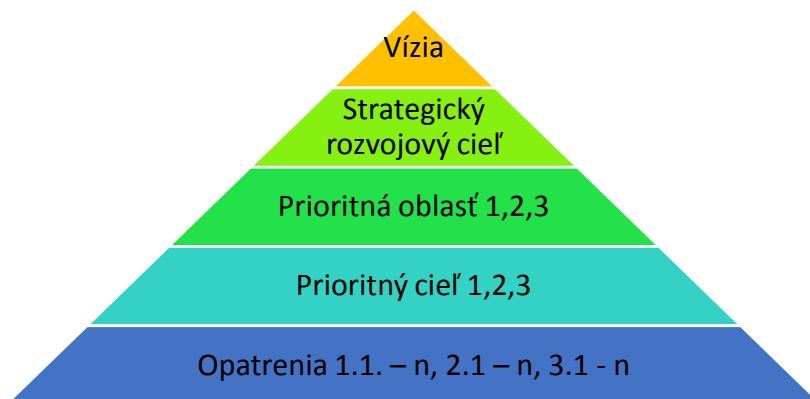 Vízia
Strategický
rozvojový cieľ
Prioritná oblasť 1,2,3
Prioritný cieľ 1,2,3
Opatrenia 1.1. – n, 2.1 – n, 3.1 - n